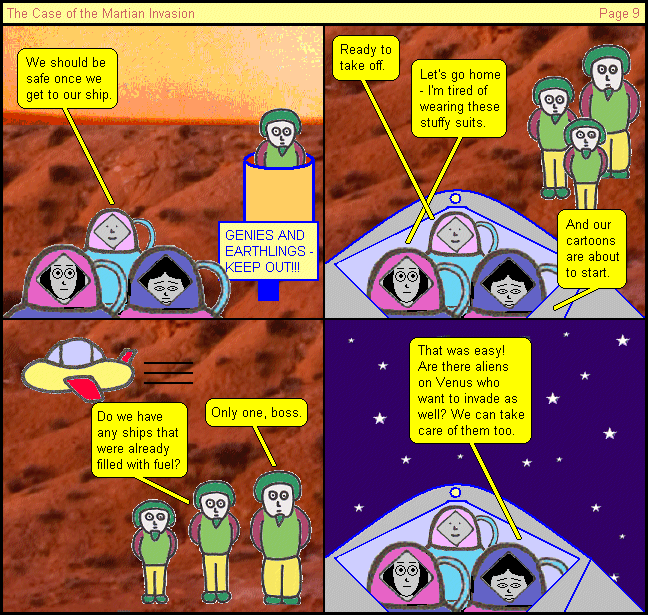 The Case of the Martian Invasion
Page 9
We should be
safe once we
get to our ship.
GENIES AND
EARTHLINGS -
KEEP OUT!!!
Ready to
take off.
Let's go home
- I'm tired of
wearing these
stuffy suits.
And our
cartoons
are about
to start.
Do we have
any ships that
were already
filled with fuel?
Only one, boss.
That was easy!
Are there aliens
on Venus who
want to invade as
well? We can take
care of them too.